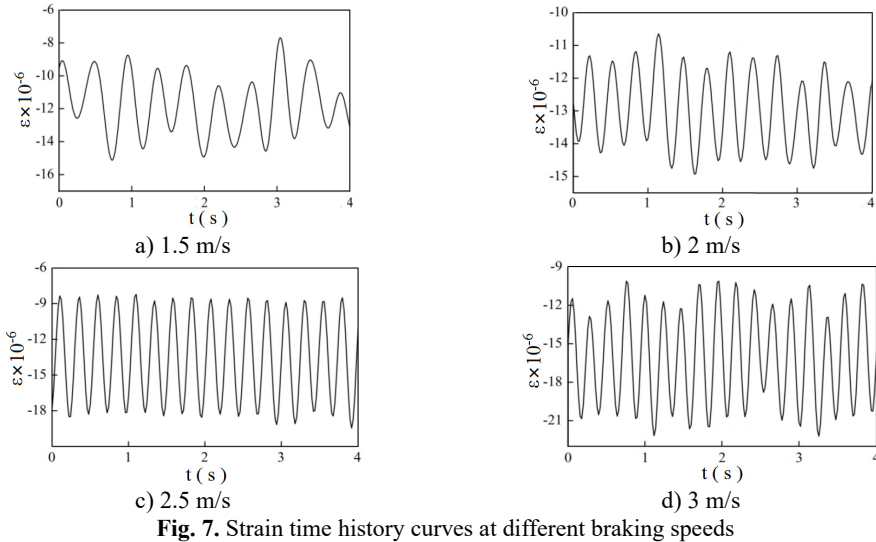 -6
-8
-10
-12
-14
-16
ε×10⁻⁶
0 1 2 3 4
t ( s )
a) 1.5 m/s
-10
-11
-12
-13
-14
-15
ε×10⁻⁶
0 1 2 3 4
t ( s )
b) 2 m/s
-6
-9
-12
-15
-18
ε×10⁻⁶
0 1 2 3 4
t ( s )
c) 2.5 m/s
-9
-12
-15
-18
-21
ε×10⁻⁶
0 1 2 3 4
t ( s )
d) 3 m/s
Fig. 7. Strain time history curves at different braking speeds